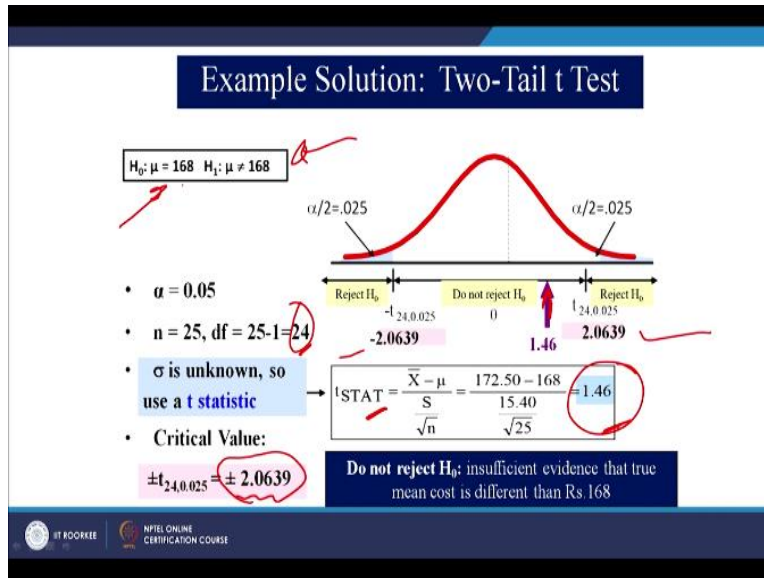 Example Solution: Two-Tail t Test
H₀: μ = 168 H₁: μ ≠ 168
α/2=.025
α/2=.025
Reject H₀
Do not reject H₀
Reject H₀
-t₂₄,₀.₀₂₅
0
t₂₄,₀.₀₂₅
-2.0639
1.46
2.0639
• α = 0.05
• n = 25, df = 25-1=24
• σ is unknown, so
use a t statistic
• Critical Value:
±t₂₄,₀.₀₂₅ = ± 2.0639
t_STAT = (X̄ − μ) / (S / √n) = (172.50 − 168) / (15.40 / √25) = 1.46
Do not reject H₀: insufficient evidence that true
mean cost is different than Rs.168
IIT ROORKEE
NPTEL ONLINE
CERTIFICATION COURSE